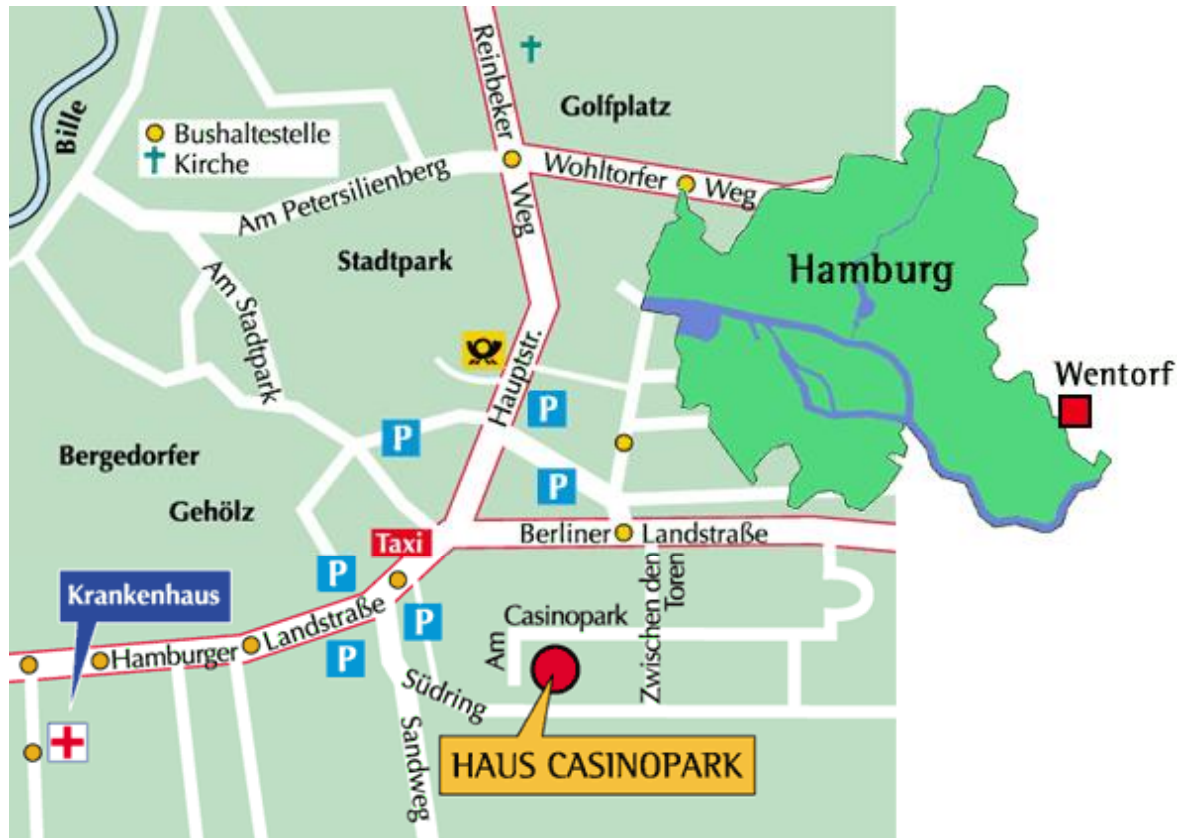 Reinbeker
Weg
Golfplatz
Bille
Bushaltestelle
Kirche
Wohltorfer Weg
Am Petersilienberg
Stadtpark
Hamburg
Am Stadtpark
Wentorf
Hauptstr.
P
P
P
Bergedorfer
Gehölz
Taxi
Berliner Landstraße
P
P
P
Krankenhaus
Zwischen den
Toren
Am
Casinopark
Hamburger Landstraße
Südring
Sandweg
HAUS CASINOPARK